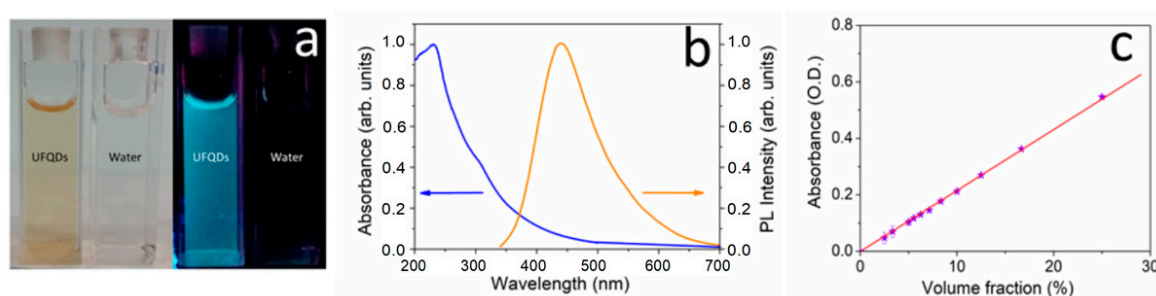 a
UFQDs
Water
UFQDs
Water
b
Absorbance (arb. units)
1.0
0.8
0.6
0.4
0.2
0.0
200 300 400 500 600 700
Wavelength (nm)
1.0
0.8
0.6
0.4
0.2
0.0
PL Intensity (arb. units)
c
Absorbance (O.D.)
0.8
0.6
0.4
0.2
0.0
0 10 20 30
Volume fraction (%)